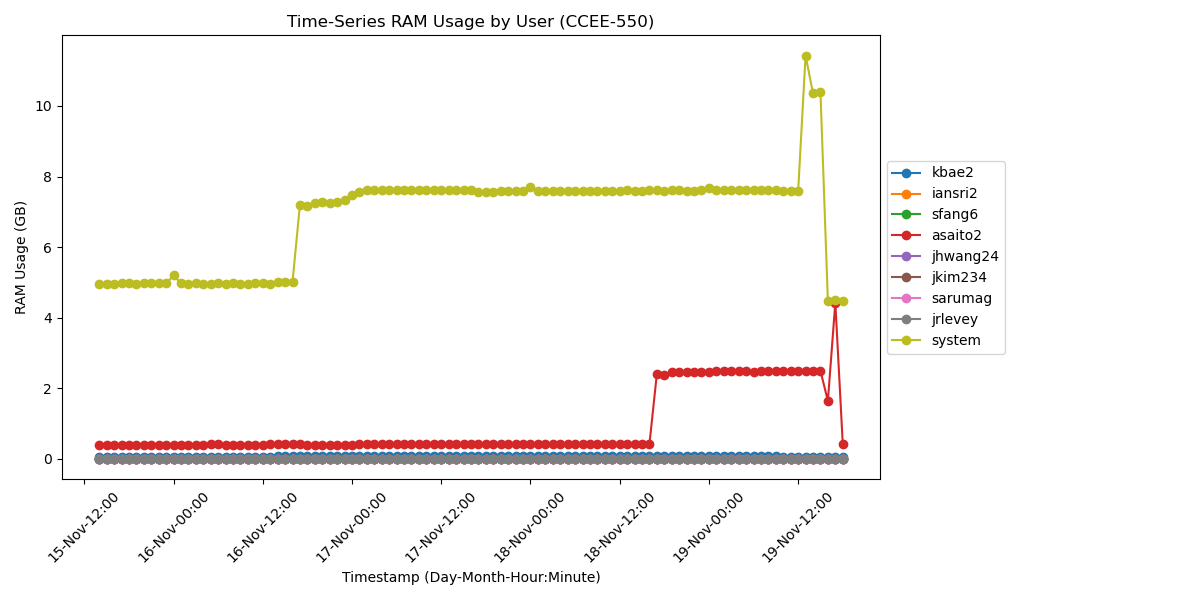 Time-Series RAM Usage by User (CCEE-550)
RAM Usage (GB)
10
8
6
4
2
0
15-Nov-12:00
16-Nov-00:00
16-Nov-12:00
17-Nov-00:00
17-Nov-12:00
18-Nov-00:00
18-Nov-12:00
19-Nov-00:00
19-Nov-12:00
Timestamp (Day-Month-Hour:Minute)
kbae2
iansri2
sfang6
asaito2
jhwang24
jkim234
sarumag
jrlevey
system